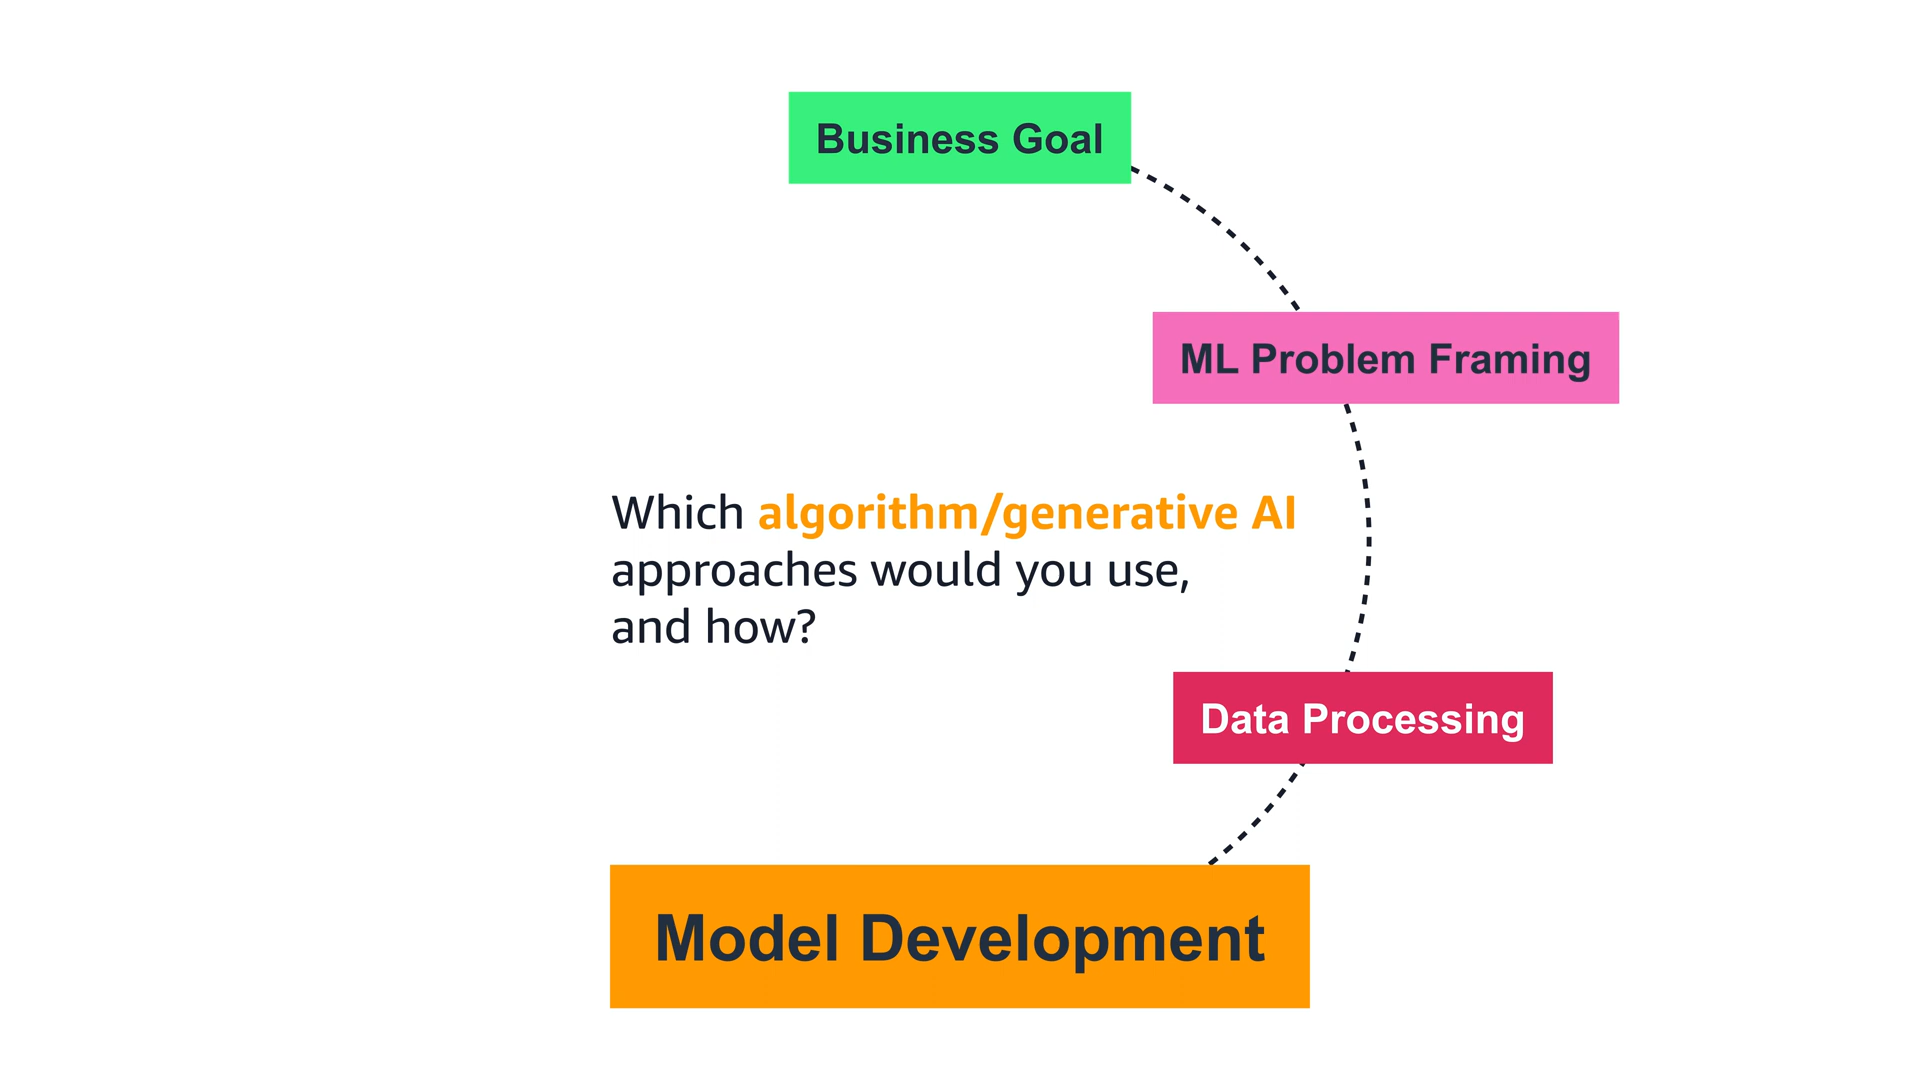 Business Goal
ML Problem Framing
Which algorithm/generative AI
approaches would you use,
and how?
Data Processing
Model Development